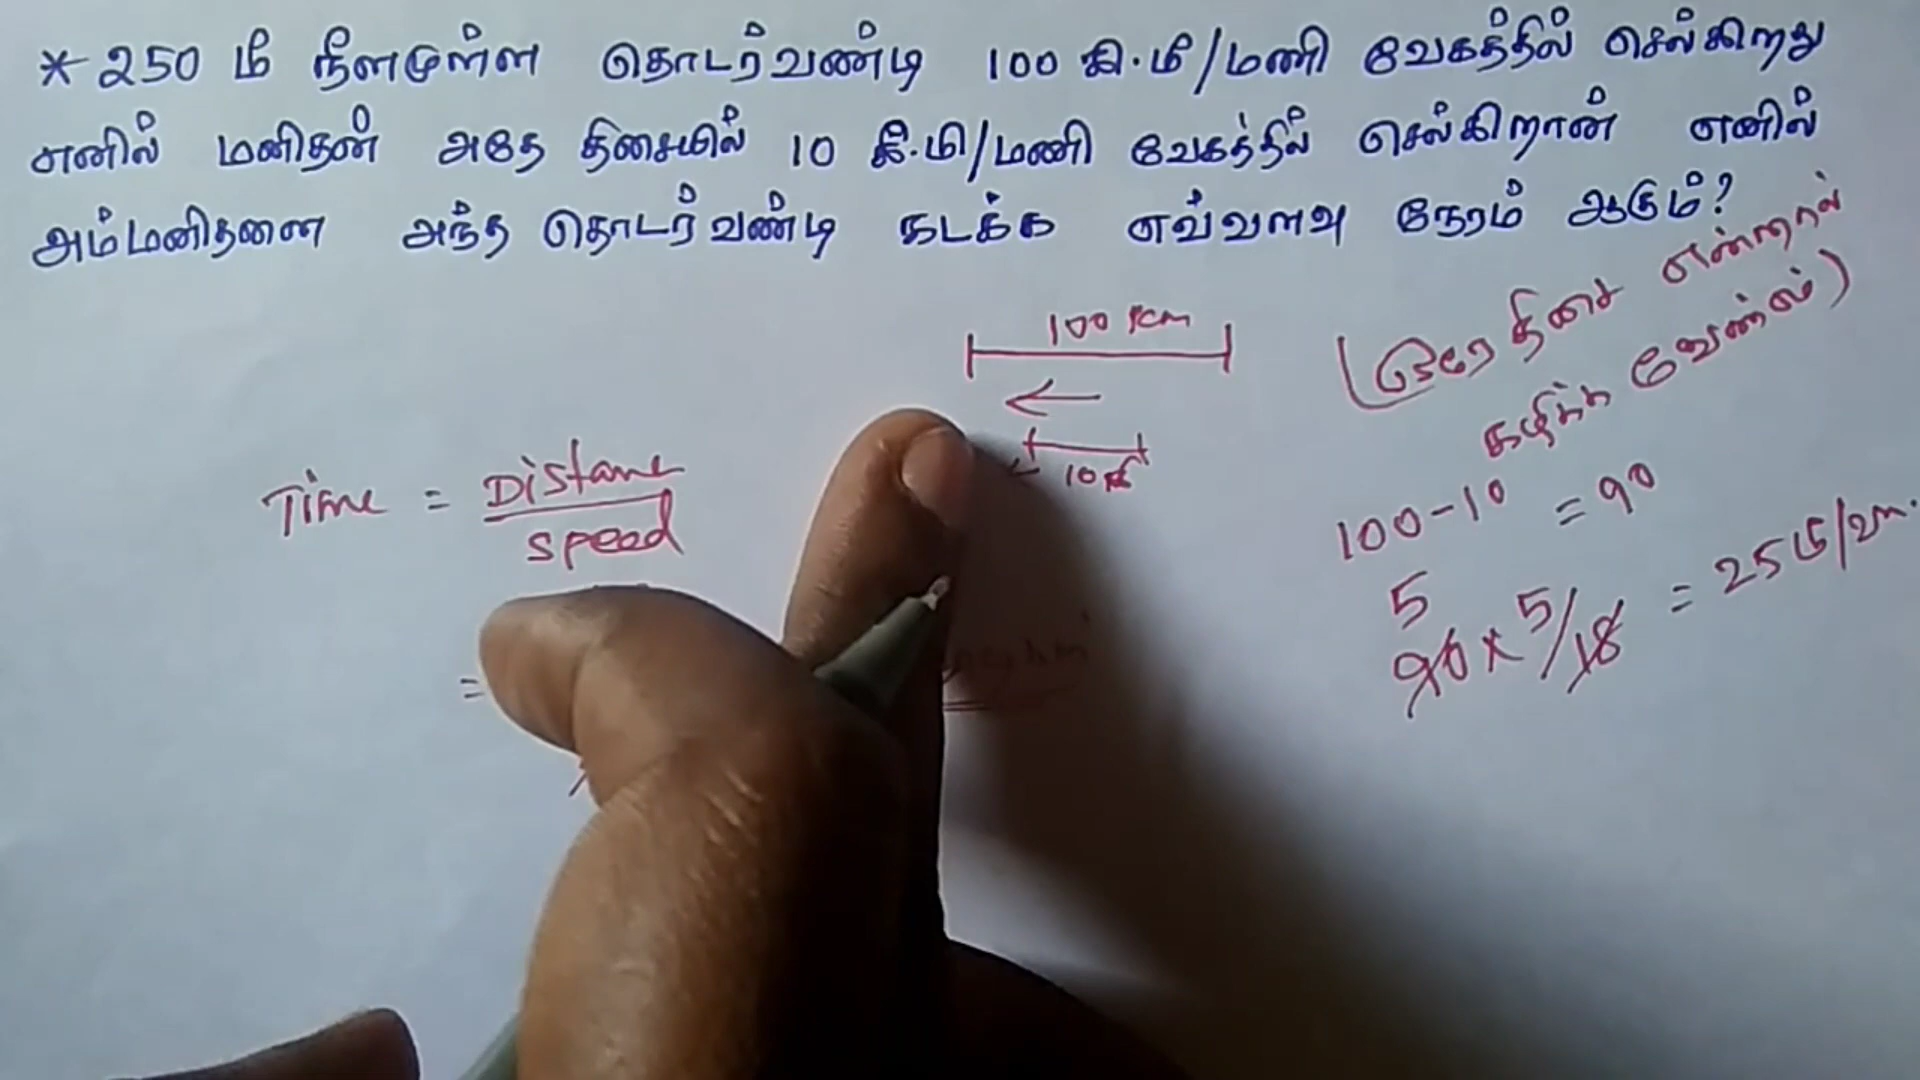 * 250 மீ நீளமுள்ள தொடர்வண்டி 100 கி.மீ/மணி வேகத்தில் செல்கிறது
எனில் மனிதன் அதே திசையில் 10 கி.மி/மணி வேகத்தில் செல்கிறான் எனில்
அம்மனிதனை அந்த தொடர்வண்டி கடக்க எவ்வளவு நேரம் ஆகும்?
(ஒரே திசை என்றால்
கழிக்க வேண்டும்)
100 km
10
Time = Distance
speed
100-10 = 90
5
90 x 5/18 = 25 மீ/வி.
=